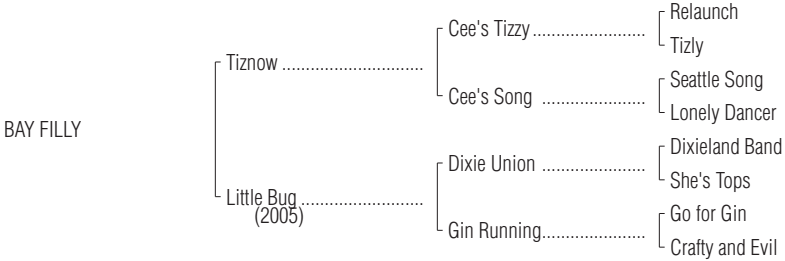 Relaunch
Cee's Tizzy ..............................
Tizly
Tiznow ......................................
Seattle Song
Cee's Song ............................
Lonely Dancer
BAY FILLY
Dixieland Band
Dixie Union ............................
She's Tops
Little Bug .................................
(2005)
Go for Gin
Gin Running............................
Crafty and Evil